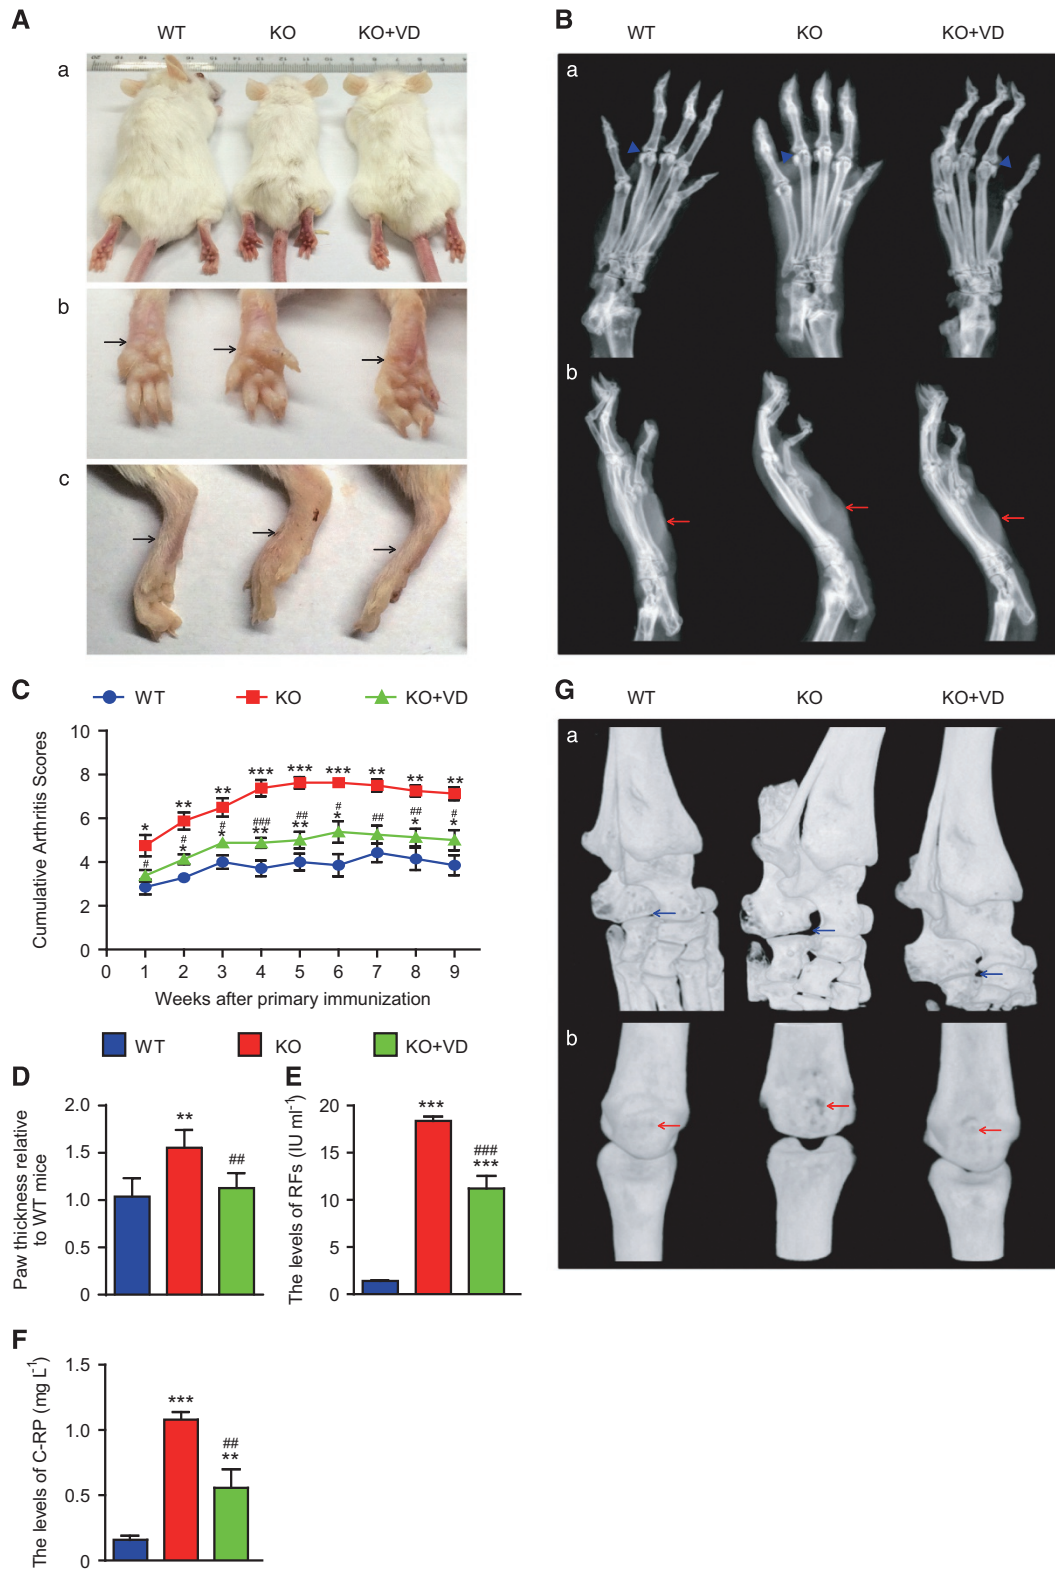 A
WT KO KO+VD
a
b
c
B
WT KO KO+VD
a
b
C
WT KO KO+VD
Cumulative Arthritis Scores
10
8
6
4
2
0
* ** ** *** *** *** ** ** **
# # # ### ## # ## ## #
* * ** ** * * *
0 1 2 3 4 5 6 7 8 9
Weeks after primary immunization
WT KO KO+VD
D
Paw thickness relative
to WT mice
2.0
1.5
1.0
0.5
0
**
##
E
The levels of RFs (IU ml-1)
20
15
10
5
0
***
###
***
F
The levels of C-RP (mg L-1)
1.5
1.0
0.5
0
***
##
**
G
WT KO KO+VD
a
b